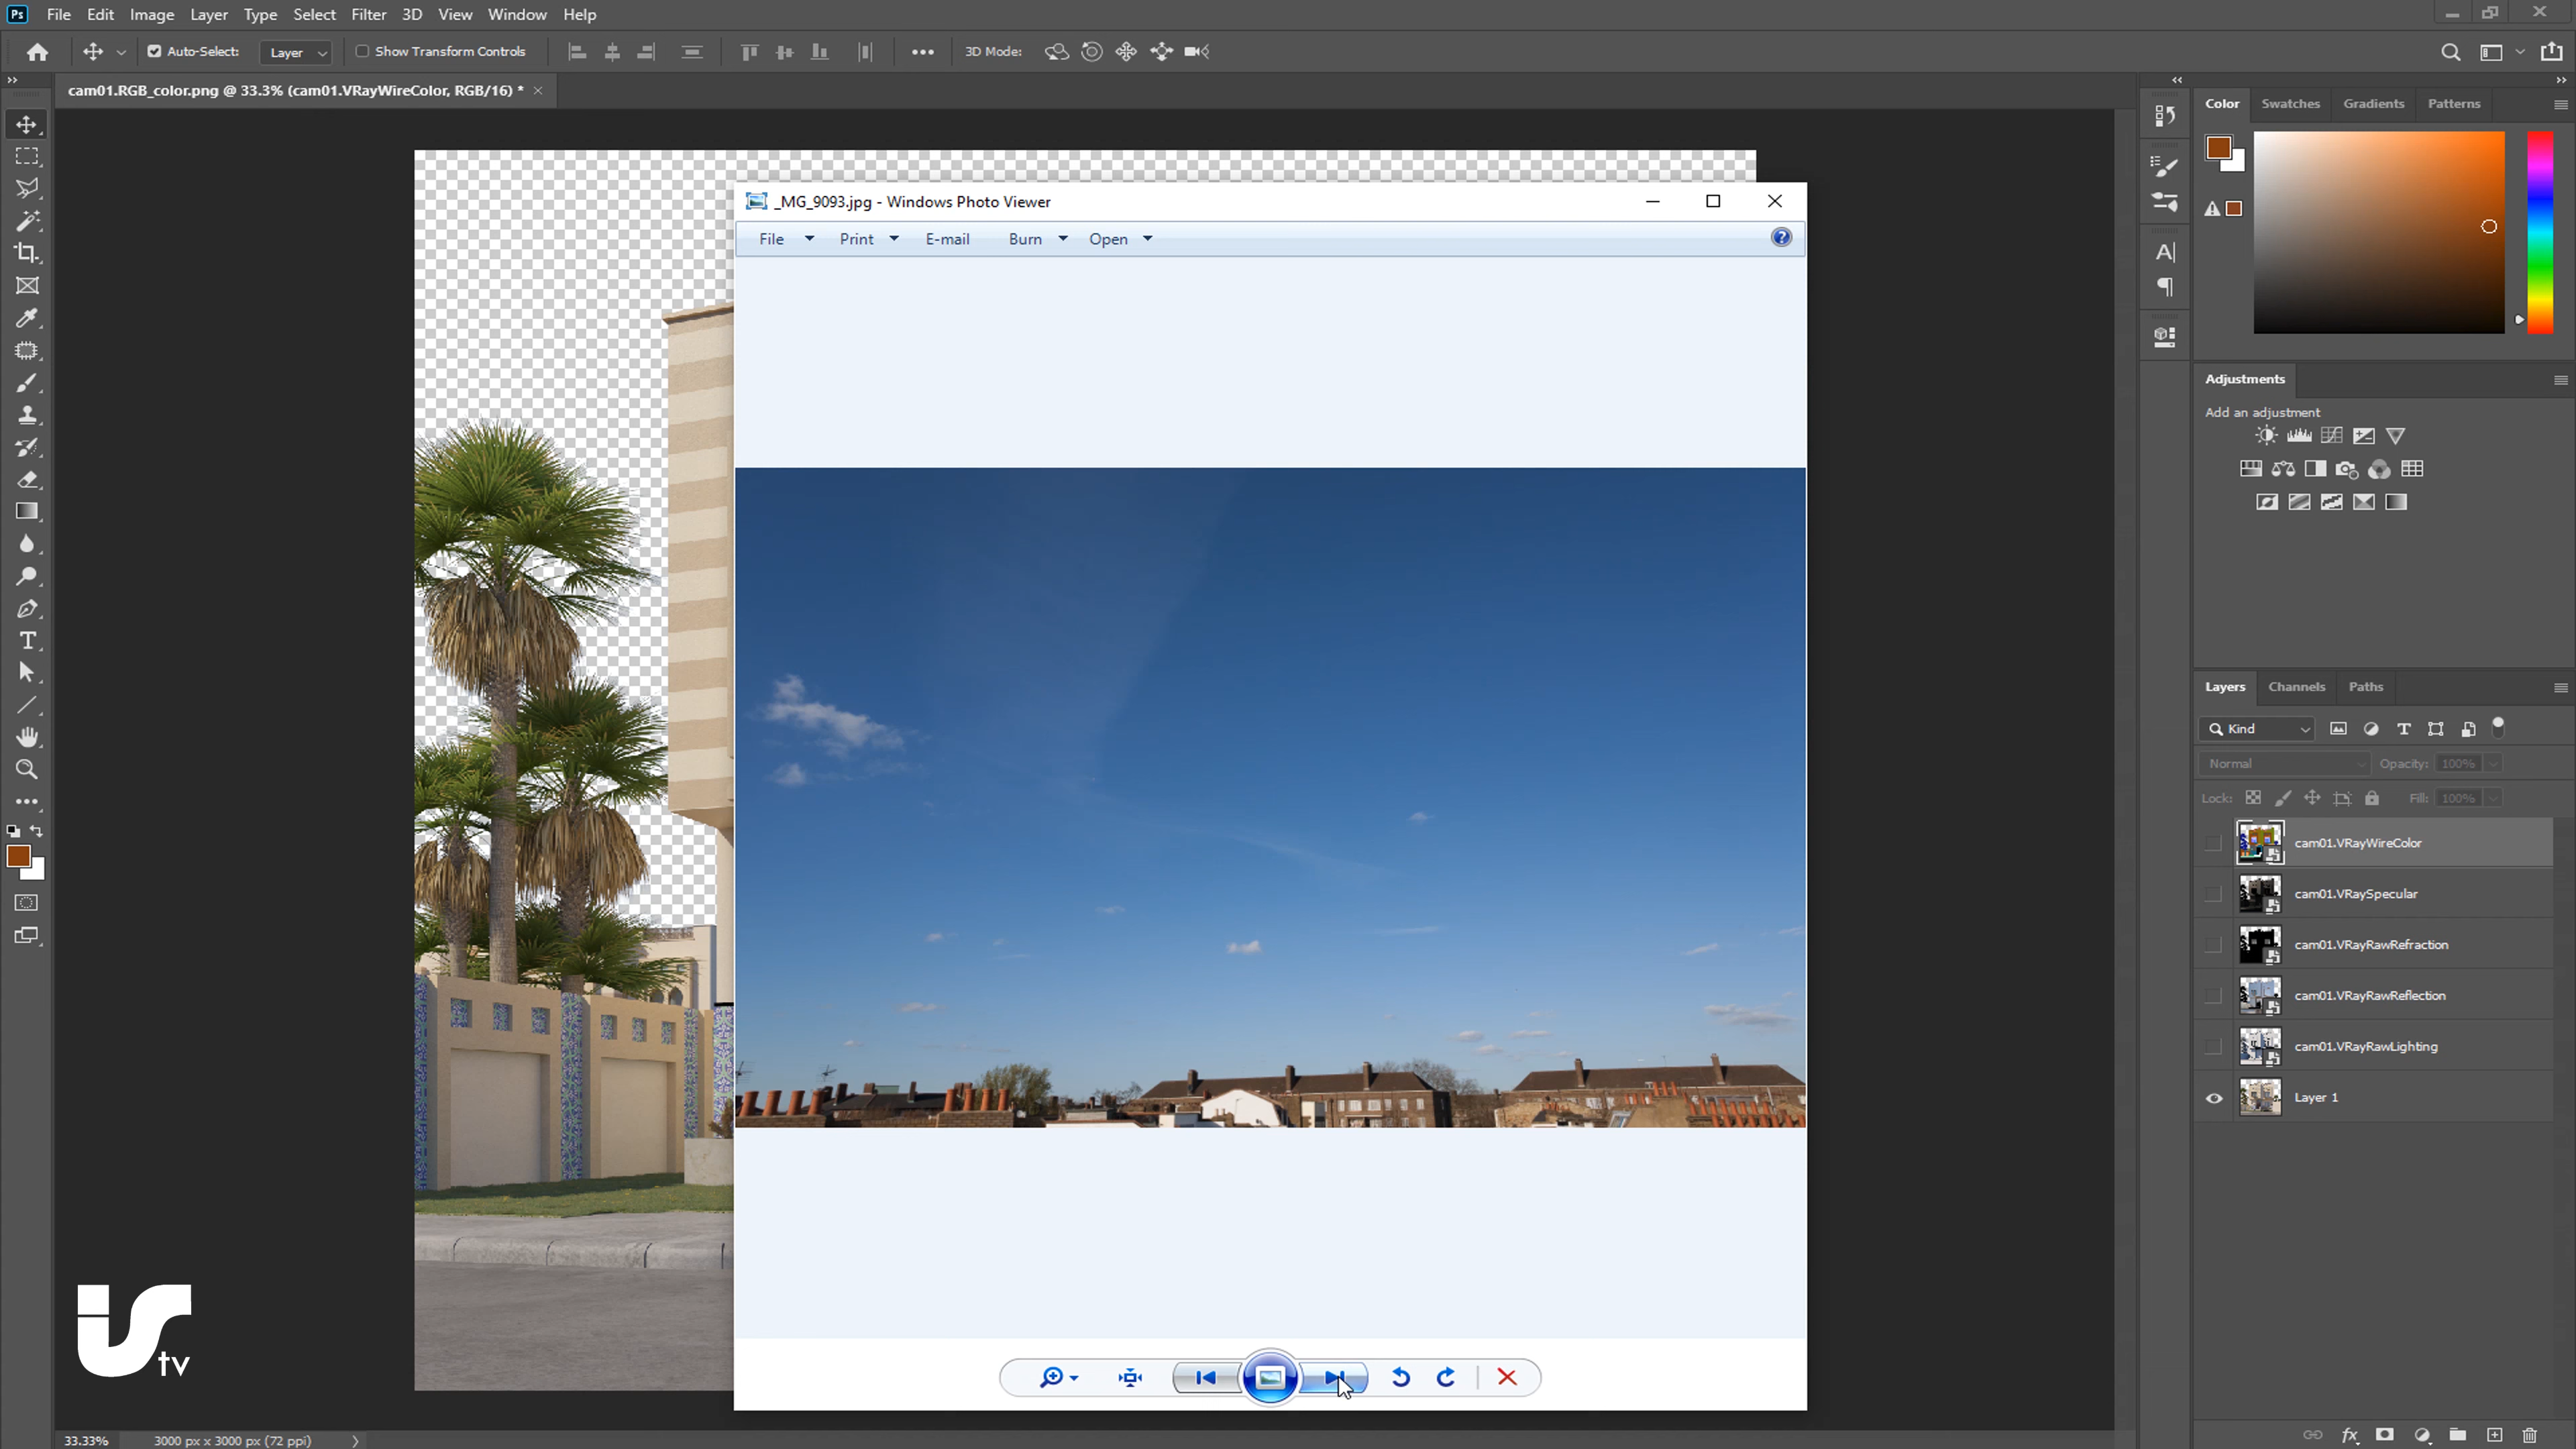 Ps File Edit Image Layer Type Select Filter 3D View Window Help
Auto-Select: Layer Show Transform Controls 3D Mode:
cam01.RGB_color.png @ 33.3% (cam01.VRayWireColor, RGB/16) *
Color Swatches Gradients Patterns
_MG_9093.jpg - Windows Photo Viewer
File Print E-mail Burn Open
Adjustments
Add an adjustment
Layers Channels Paths
Kind
Normal Opacity: 100%
Lock: Fill: 100%
cam01.VRayWireColor
cam01.VRaySpecular
cam01.VRayRawRefraction
cam01.VRayRawReflection
cam01.VRayRawLighting
Layer 1
tv
33.33% 3000 px x 3000 px (72 ppi)